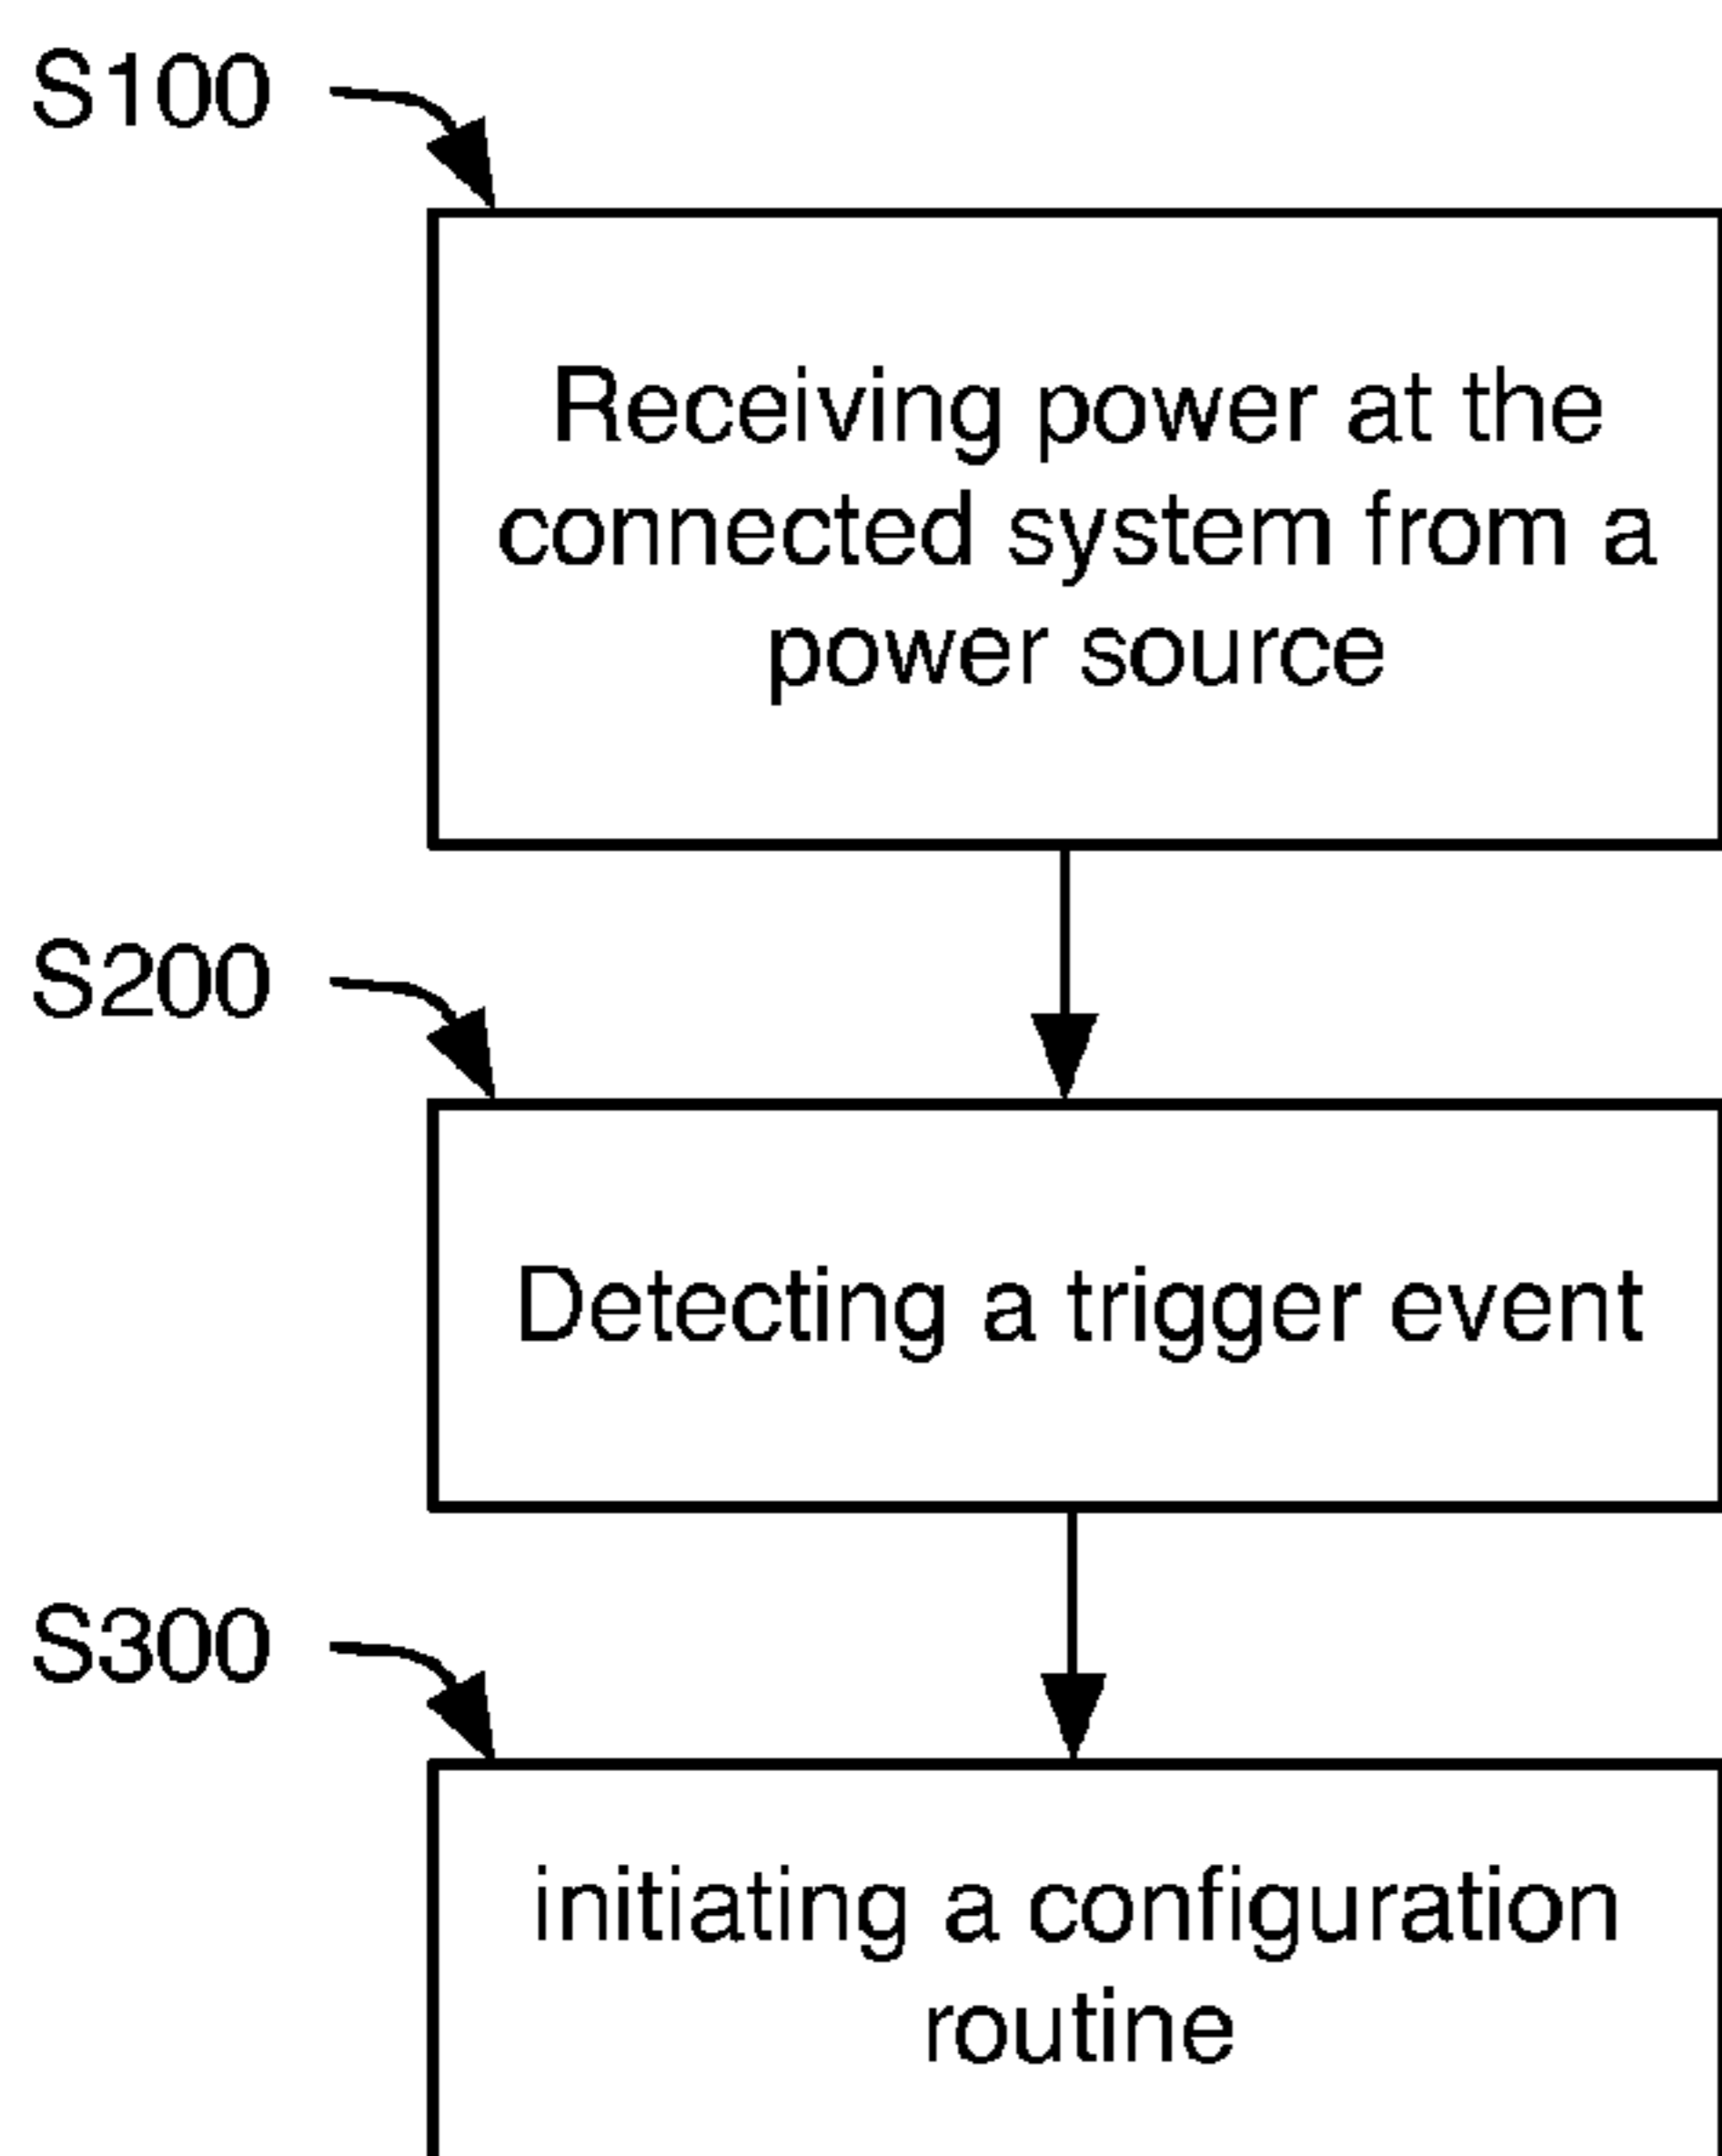 S100
Receiving power at the
connected system from a
power source
S200
Detecting a trigger event
S300
initiating a configuration
routine